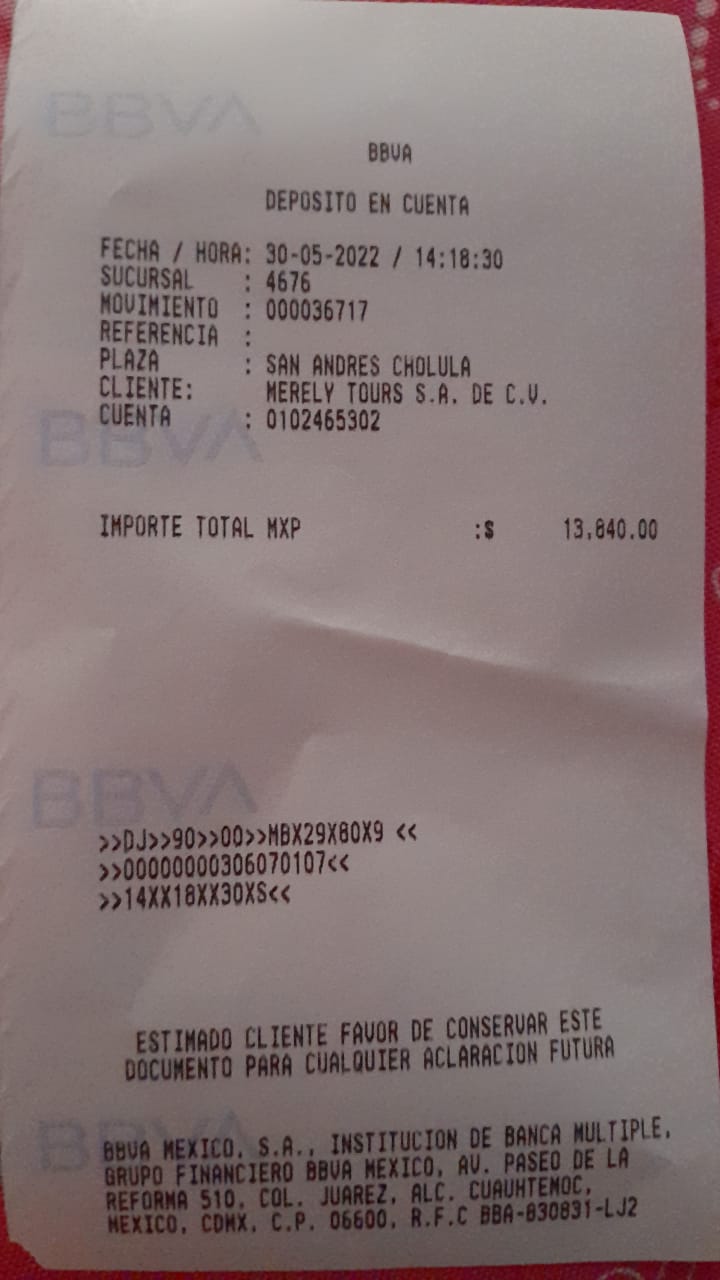 BBVA
BBVA
DEPOSITO EN CUENTA
FECHA / HORA: 30-05-2022 / 14:18:30
SUCURSAL : 4676
MOVIMIENTO : 000036717
REFERENCIA :
PLAZA : SAN ANDRES CHOLULA
CLIENTE: MERELY TOURS S.A. DE C.V.
CUENTA : 0102465302
BBVA
IMPORTE TOTAL MXP :$ 13,840.00
BBVA
>>DJ>>90>>00>>MBX29X80X9 <<
>>00000000306070107<<
>>14XX18XX30XS<<
ESTIMADO CLIENTE FAVOR DE CONSERVAR ESTE
DOCUMENTO PARA CUALQUIER ACLARACION FUTURA
BBVA
BBVA MEXICO, S.A., INSTITUCION DE BANCA MULTIPLE,
GRUPO FINANCIERO BBVA MEXICO, AV. PASEO DE LA
REFORMA 510, COL. JUAREZ, ALC. CUAUHTEMOC,
MEXICO, CDMX, C.P. 06600, R.F.C BBA-830831-LJ2